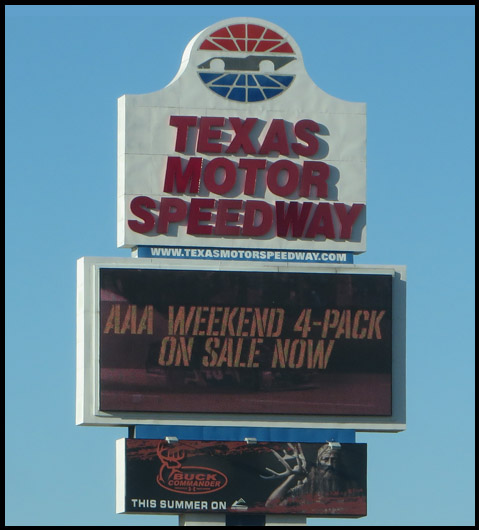 TEXAS
MOTOR
SPEEDWAY
WWW.TEXASMOTORSPEEDWAY.COM
AAA WEEKEND 4-PACK
ON SALE NOW
BUCK
COMMANDER
THIS SUMMER ON